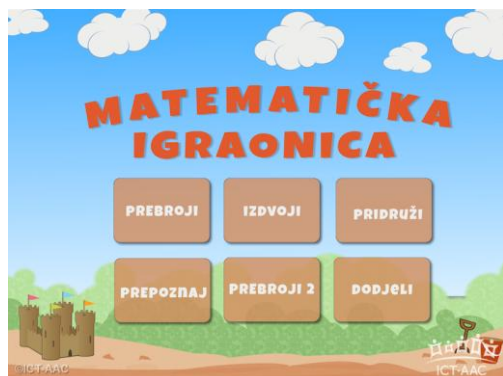 MATEMATIČKA
IGRAONICA
PREBROJI IZDVOJI PRIDRUŽI
PREPOZNAJ PREBROJI 2 DODJELI
©ICT-AAC ICT-AAC